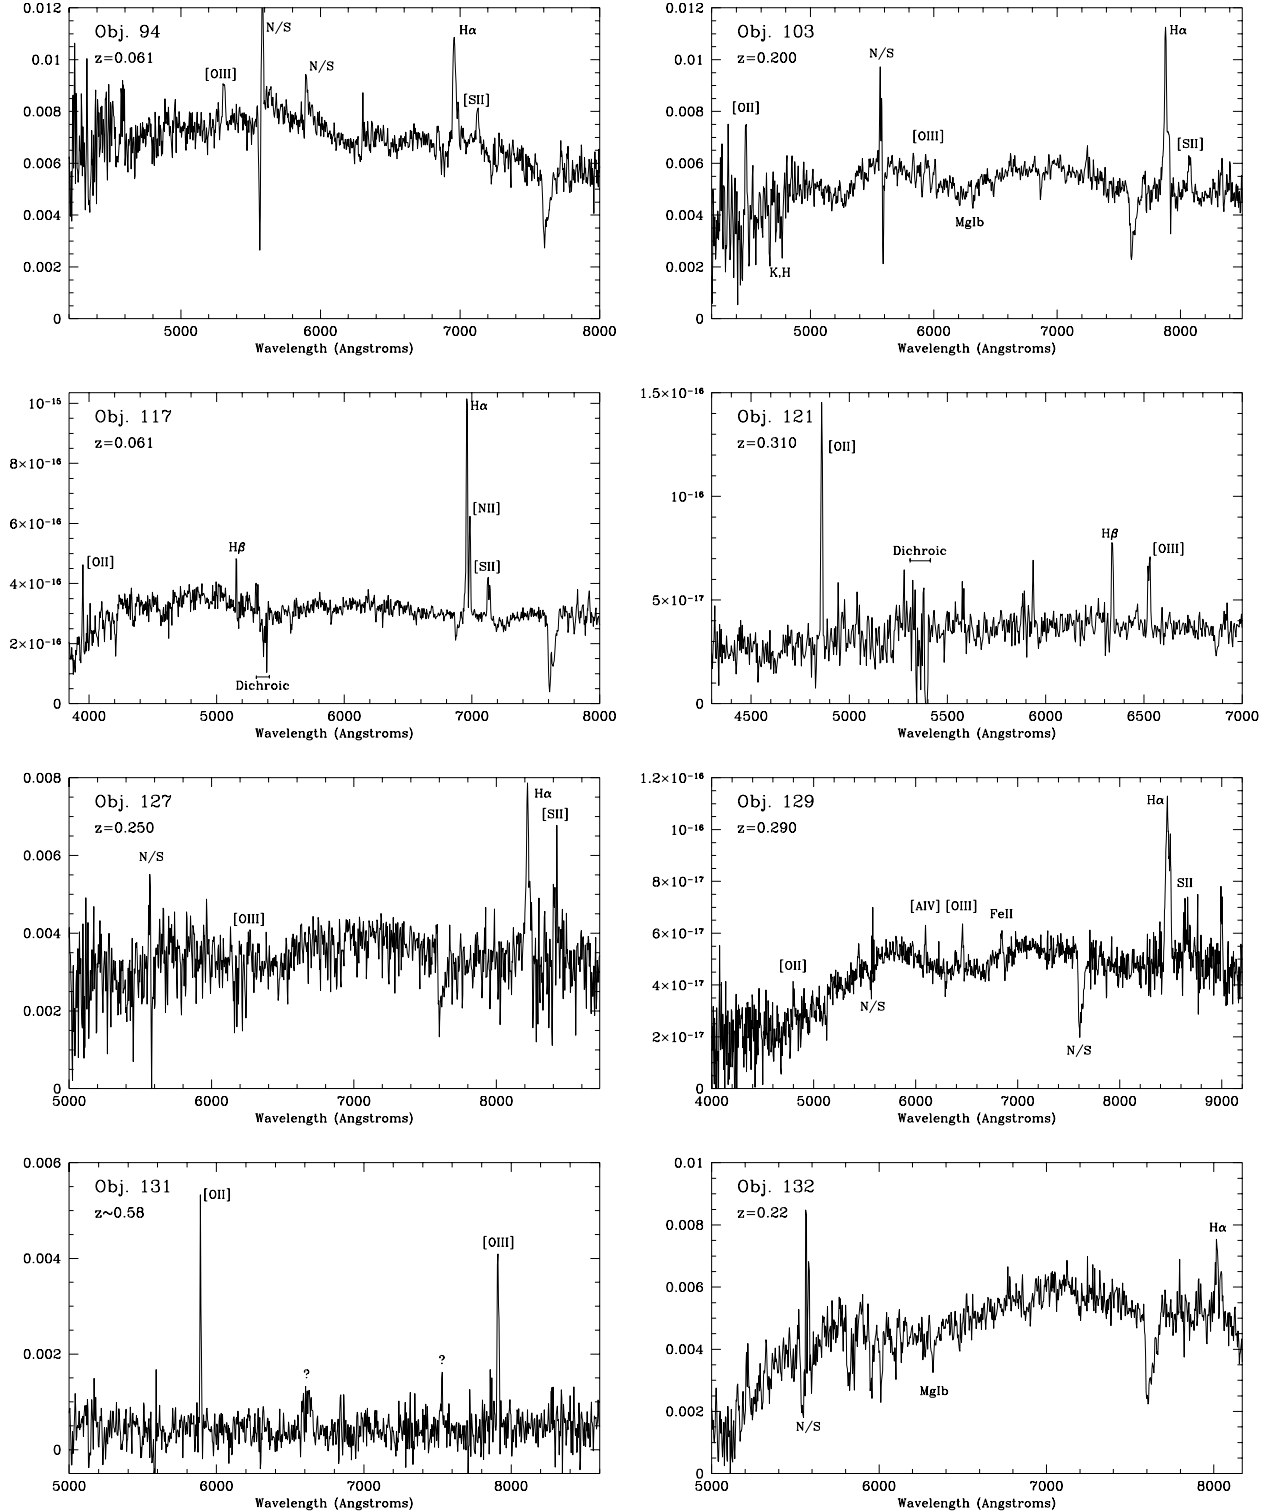 Obj. 94
z=0.061
[OIII]
N/S
N/S
Hα
[SII]
0.012
0.01
0.008
0.006
0.004
0.002
0
5000 6000 7000 8000
Wavelength (Angstroms)
Obj. 103
z=0.200
[OII]
N/S
[OIII]
MgIb
K,H
Hα
[SII]
0.012
0.01
0.008
0.006
0.004
0.002
0
5000 6000 7000 8000
Wavelength (Angstroms)
Obj. 117
z=0.061
[OII]
Hβ
Dichroic
Hα
[NII]
[SII]
10⁻¹⁵
8×10⁻¹⁶
6×10⁻¹⁶
4×10⁻¹⁶
2×10⁻¹⁶
0
4000 5000 6000 7000 8000
Wavelength (Angstroms)
Obj. 121
z=0.310
[OII]
Dichroic
Hβ
[OIII]
1.5×10⁻¹⁶
10⁻¹⁶
5×10⁻¹⁷
0
4500 5000 5500 6000 6500 7000
Wavelength (Angstroms)
Obj. 127
z=0.250
N/S
[OIII]
Hα
[SII]
0.008
0.006
0.004
0.002
0
5000 6000 7000 8000
Wavelength (Angstroms)
Obj. 129
z=0.290
[OII]
N/S
[AIV] [OIII]
FeII
N/S
Hα
SII
1.2×10⁻¹⁶
10⁻¹⁶
8×10⁻¹⁷
6×10⁻¹⁷
4×10⁻¹⁷
2×10⁻¹⁷
0
4000 5000 6000 7000 8000 9000
Wavelength (Angstroms)
Obj. 131
z~0.58
[OII]
?
?
[OIII]
0.006
0.004
0.002
0
5000 6000 7000 8000
Wavelength (Angstroms)
Obj. 132
z=0.22
N/S
MgIb
Hα
0.01
0.008
0.006
0.004
0.002
0
5000 6000 7000 8000
Wavelength (Angstroms)